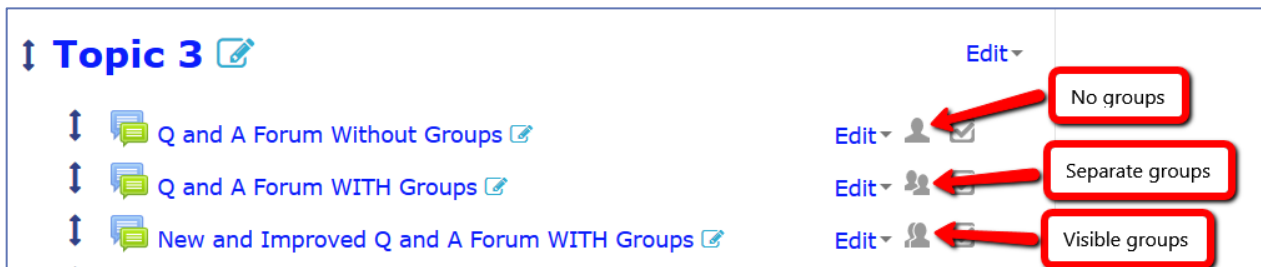 Topic 3 Edit
No groups
Q and A Forum Without Groups Edit
Q and A Forum WITH Groups Edit
Separate groups
New and Improved Q and A Forum WITH Groups Edit
Visible groups